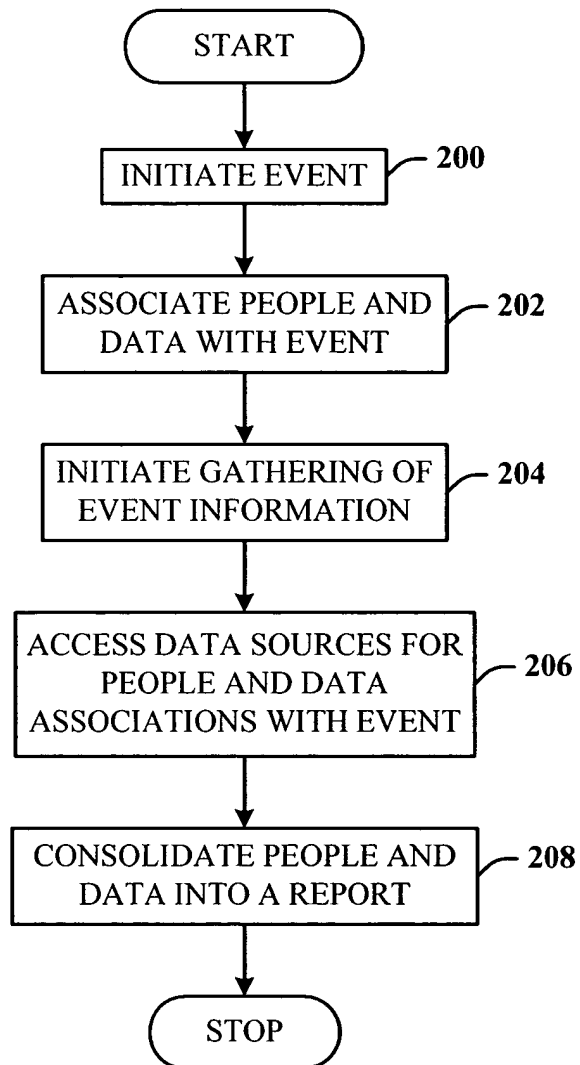 START
INITIATE EVENT
200
ASSOCIATE PEOPLE AND
DATA WITH EVENT
202
INITIATE GATHERING OF
EVENT INFORMATION
204
ACCESS DATA SOURCES FOR
PEOPLE AND DATA
ASSOCIATIONS WITH EVENT
206
CONSOLIDATE PEOPLE AND
DATA INTO A REPORT
208
STOP